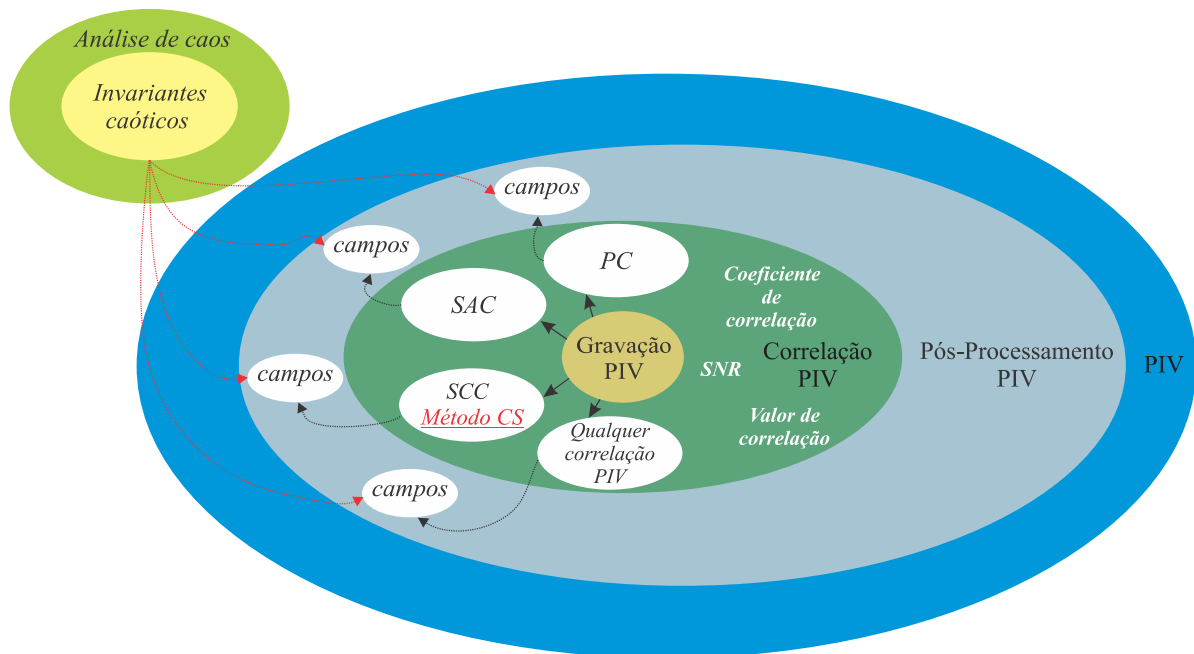 Análise de caos
Invariantes
caóticos
campos
campos
campos
campos
PC
SAC
SCC
Método CS
Qualquer
correlação
PIV
Gravação
PIV
Coeficiente
de
correlação
SNR
Correlação
PIV
Valor de
correlação
Pós-Processamento
PIV
PIV